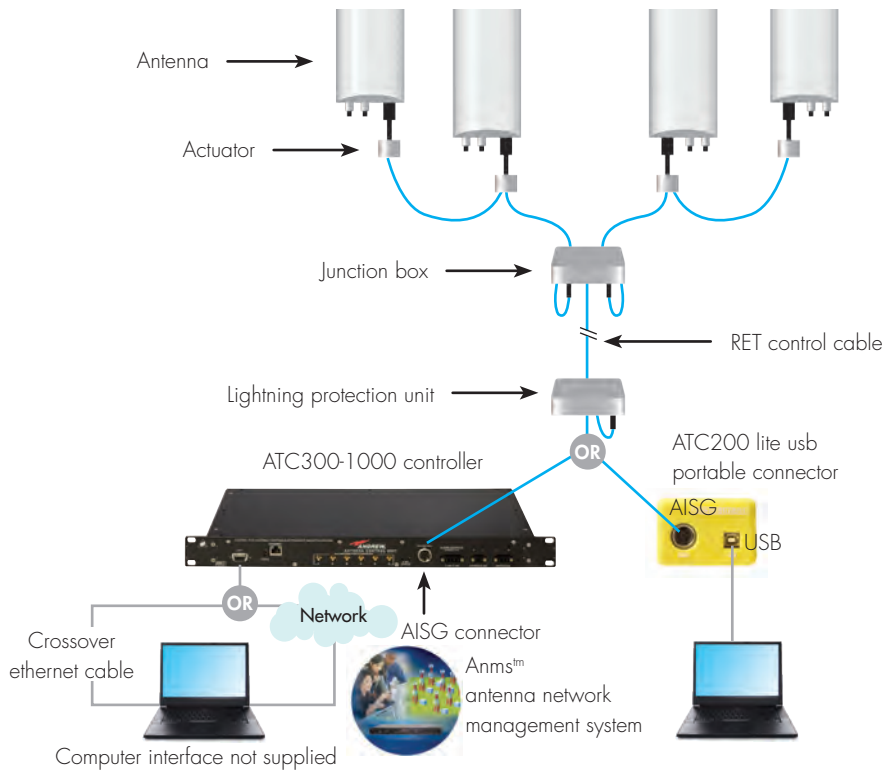 Antenna
Actuator
Junction box
RET control cable
Lightning protection unit
OR
ATC300-1000 controller
ATC200 lite usb
portable connector
AISG
USB
ANDREW
OR
Network
Crossover
ethernet cable
AISG connector
Anms™
antenna network
management system
Computer interface not supplied